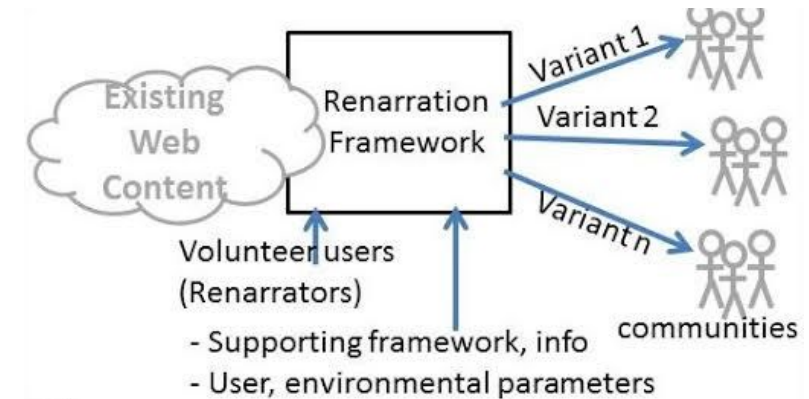 Existing
Web
Content
Renarration
Framework
Variant 1
Variant 2
Variant n
communities
Volunteer users
(Renarrators)
- Supporting framework, info
- User, environmental parameters